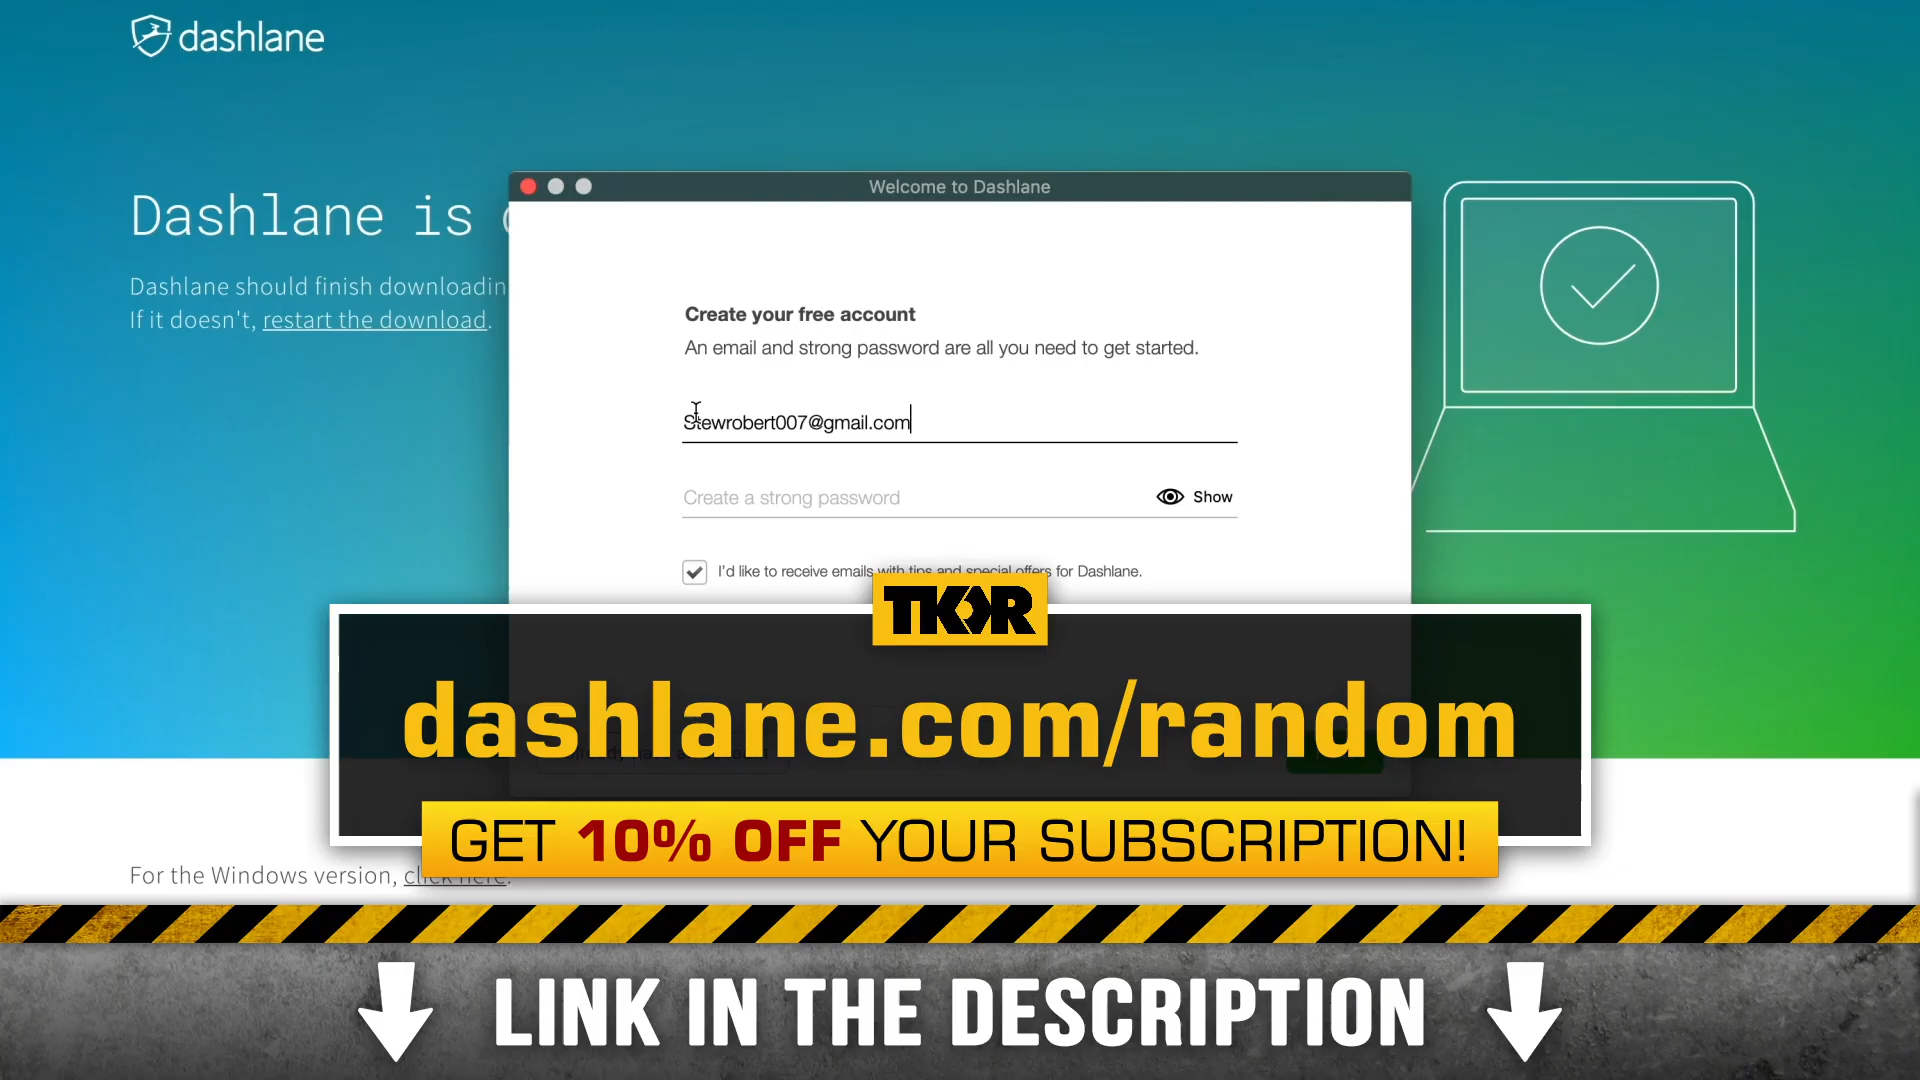 dashlane
Dashlane is
Dashlane should finish downloadin
If it doesn't, restart the download.
Welcome to Dashlane
Create your free account
An email and strong password are all you need to get started.
Stewrobert007@gmail.com
Create a strong password
Show
I'd like to receive emails with tips and special offers for Dashlane.
TKOR
dashlane.com/random
GET 10% OFF YOUR SUBSCRIPTION!
For the Windows version, click here.
LINK IN THE DESCRIPTION